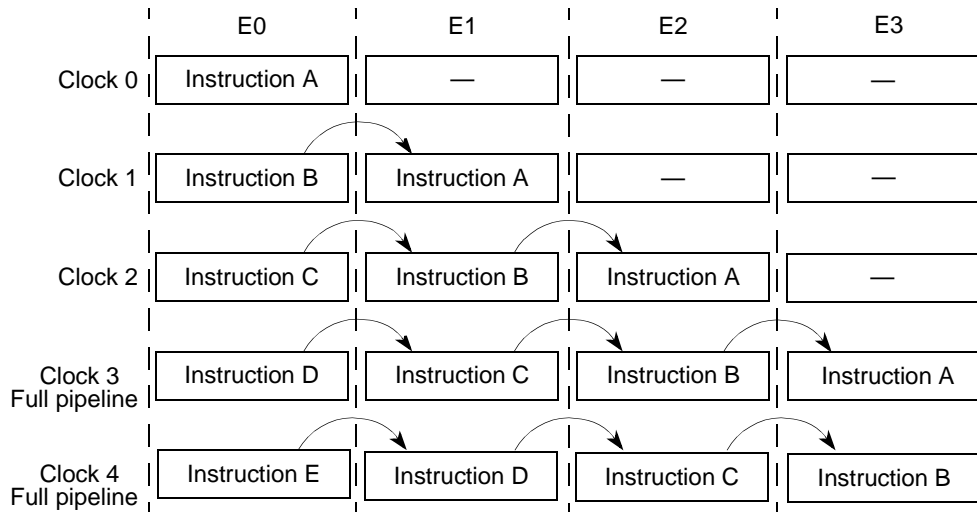 E0 E1 E2 E3
Clock 0 Instruction A — — —
Clock 1 Instruction B Instruction A — —
Clock 2 Instruction C Instruction B Instruction A —
Clock 3 Instruction D Instruction C Instruction B Instruction A
Full pipeline
Clock 4 Instruction E Instruction D Instruction C Instruction B
Full pipeline